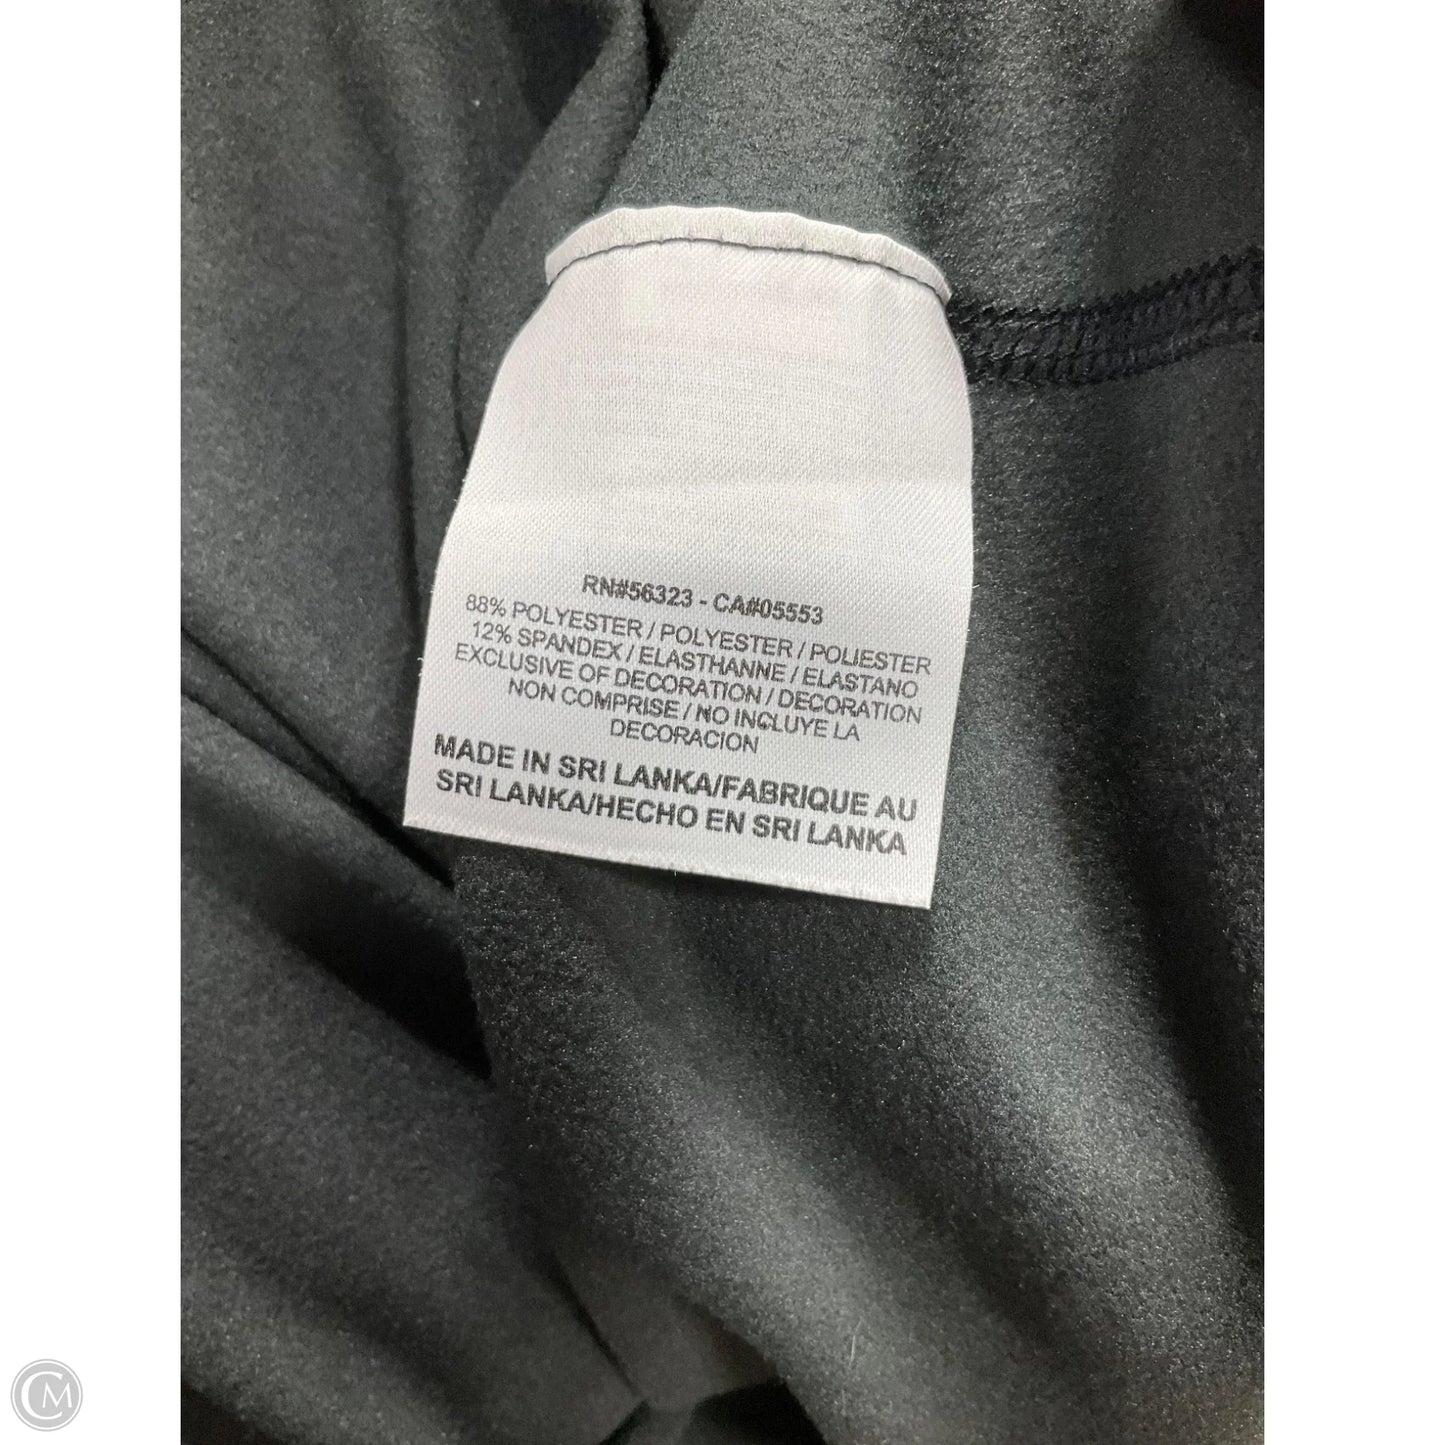 RN#56323 - CA#05553
88% POLYESTER / POLYESTER / POLIESTER
12% SPANDEX / ELASTHANNE / ELASTANO
EXCLUSIVE OF DECORATION / DECORATION
NON COMPRISE / NO INCLUYE LA
DECORACION
MADE IN SRI LANKA/FABRIQUE AU
SRI LANKA/HECHO EN SRI LANKA
CM